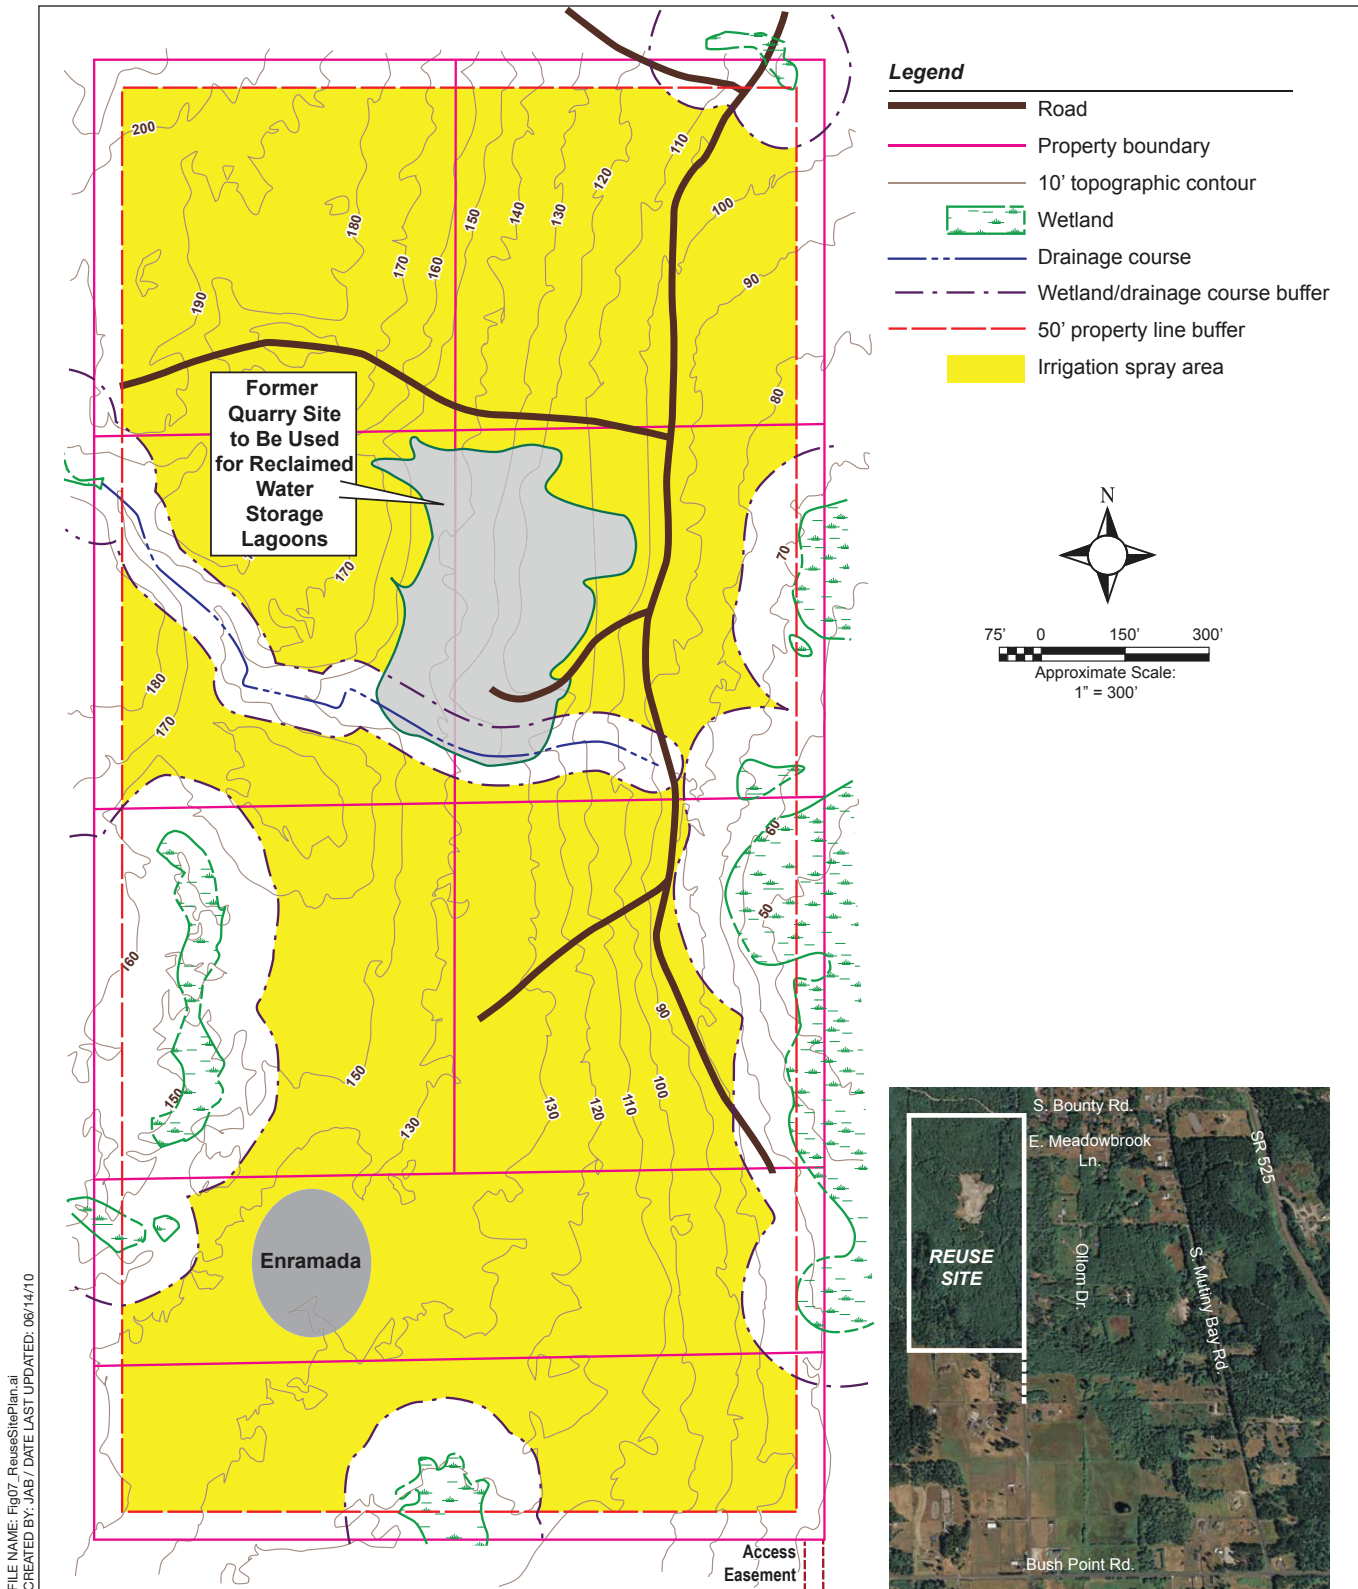 Legend
Road
Property boundary
10' topographic contour
Wetland
Drainage course
Wetland/drainage course buffer
50' property line buffer
Irrigation spray area
N
75' 0 150' 300'
Approximate Scale:
1" = 300'
200
110
120
100
180
150
140
130
170
160
90
190
80
Former
Quarry Site
to Be Used
for Reclaimed
Water
Storage
Lagoons
70
170
180
170
60
50
160
90
150
150
130
130
120
110
100
Enramada
Access
Easement
S. Bounty Rd.
E. Meadowbrook
Ln.
SR 525
REUSE
SITE
Ollom Dr.
S. Mutiny Bay Rd.
Bush Point Rd.
FILE NAME: Fig07_ReuseSitePlan.ai
CREATED BY: JAB / DATE LAST UPDATED: 06/14/10